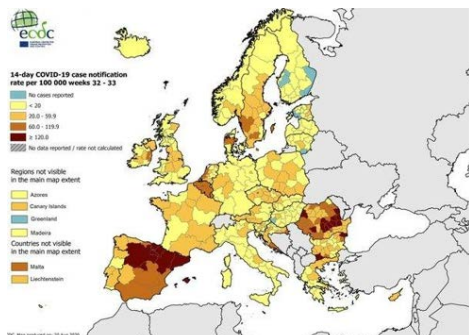 ecdc
14-day COVID-19 case notification
rate per 100 000 weeks 32 - 33
No cases reported
< 20
20.0 - 59.9
60.0 - 119.9
≥ 120.0
No data reported / rate not calculated
Regions not visible
in the main map extent
Azores
Canary Islands
Greenland
Madeira
Countries not visible
in the main map extent
Malta
Liechtenstein